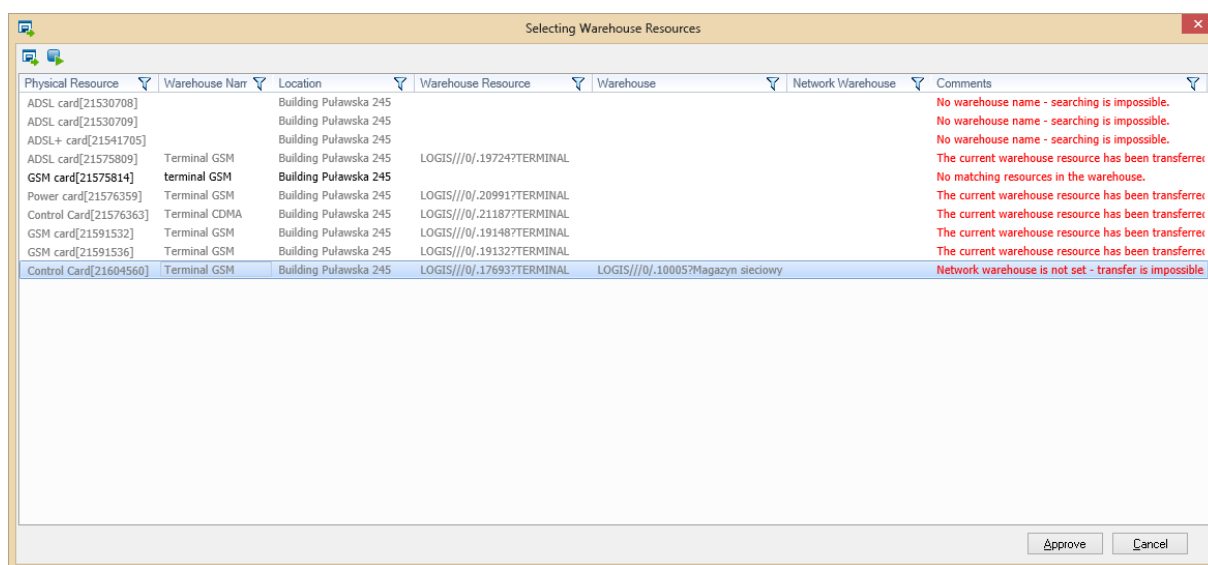 Selecting Warehouse Resources
Physical Resource Warehouse Nam Location Warehouse Resource Warehouse Network Warehouse Comments
ADSL card[21530708] Building Puławska 245 No warehouse name - searching is impossible.
ADSL card[21530709] Building Puławska 245 No warehouse name - searching is impossible.
ADSL+ card[21541705] Building Puławska 245 No warehouse name - searching is impossible.
ADSL card[21575809] Terminal GSM Building Puławska 245 LOGIS///0/.19724?TERMINAL The current warehouse resource has been transferred
GSM card[21575814] terminal GSM Building Puławska 245 No matching resources in the warehouse.
Power card[21576359] Terminal GSM Building Puławska 245 LOGIS///0/.20991?TERMINAL The current warehouse resource has been transferred
Control Card[21576363] Terminal CDMA Building Puławska 245 LOGIS///0/.21187?TERMINAL The current warehouse resource has been transferred
GSM card[21591532] Terminal GSM Building Puławska 245 LOGIS///0/.19148?TERMINAL The current warehouse resource has been transferred
GSM card[21591536] Terminal GSM Building Puławska 245 LOGIS///0/.19132?TERMINAL The current warehouse resource has been transferred
Control Card[21604560] Terminal GSM Building Puławska 245 LOGIS///0/.17693?TERMINAL LOGIS///0/.10005?Magazyn sieciowy Network warehouse is not set - transfer is impossible
Approve Cancel